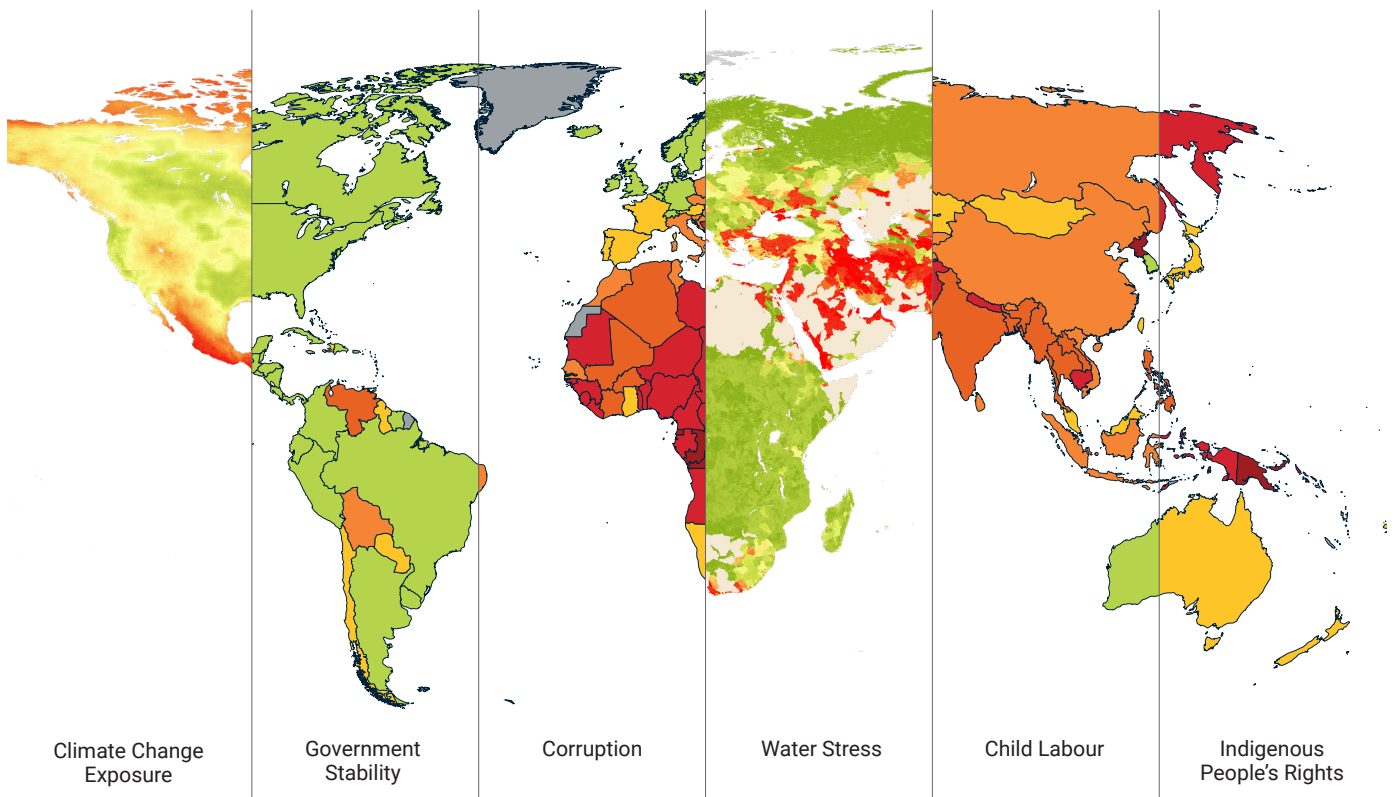 Climate Change
Exposure
Government
Stability
Corruption
Water Stress
Child Labour
Indigenous
People's Rights